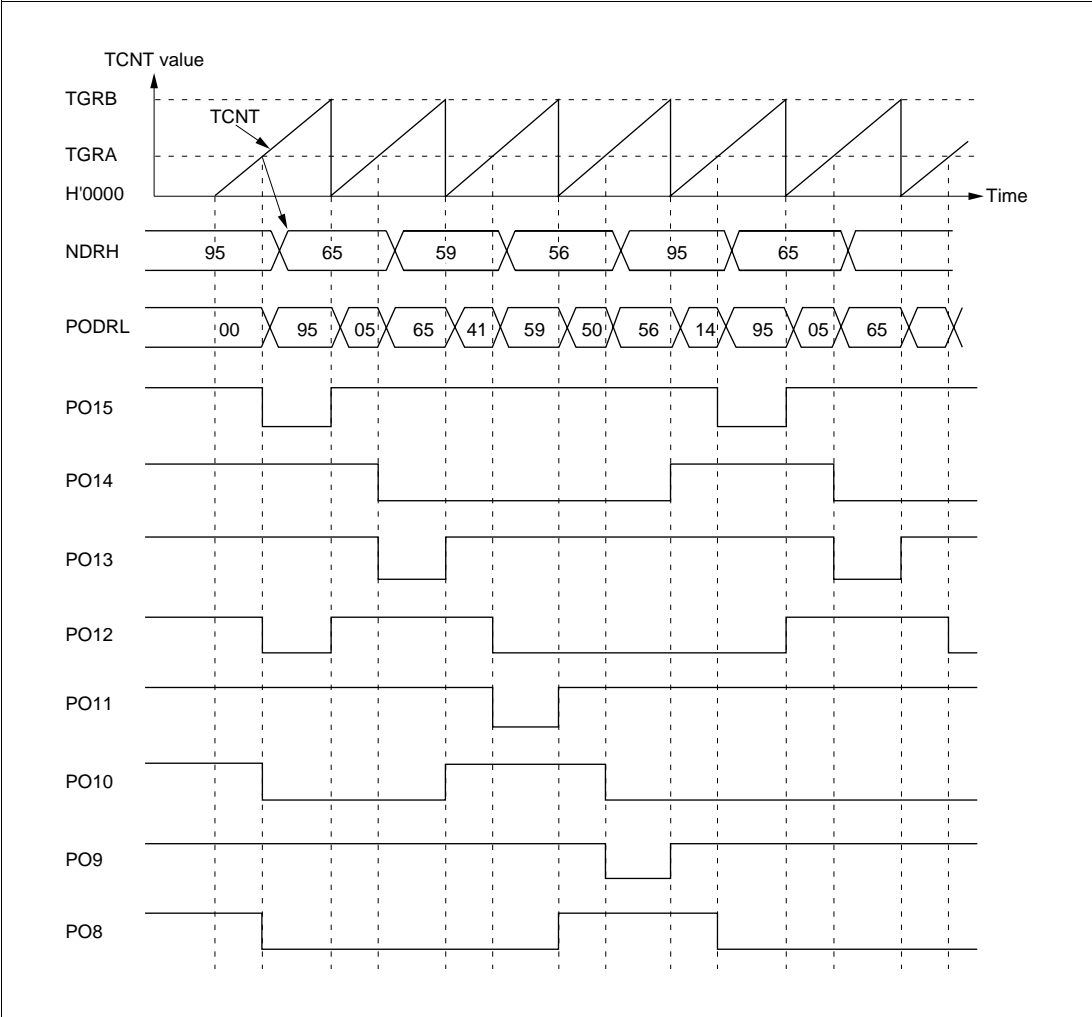 TCNT value
TGRB
TCNT
TGRA
H'0000
Time
NDRH 95 65 59 56 95 65
PODRL 00 95 05 65 41 59 50 56 14 95 05 65
PO15
PO14
PO13
PO12
PO11
PO10
PO9
PO8